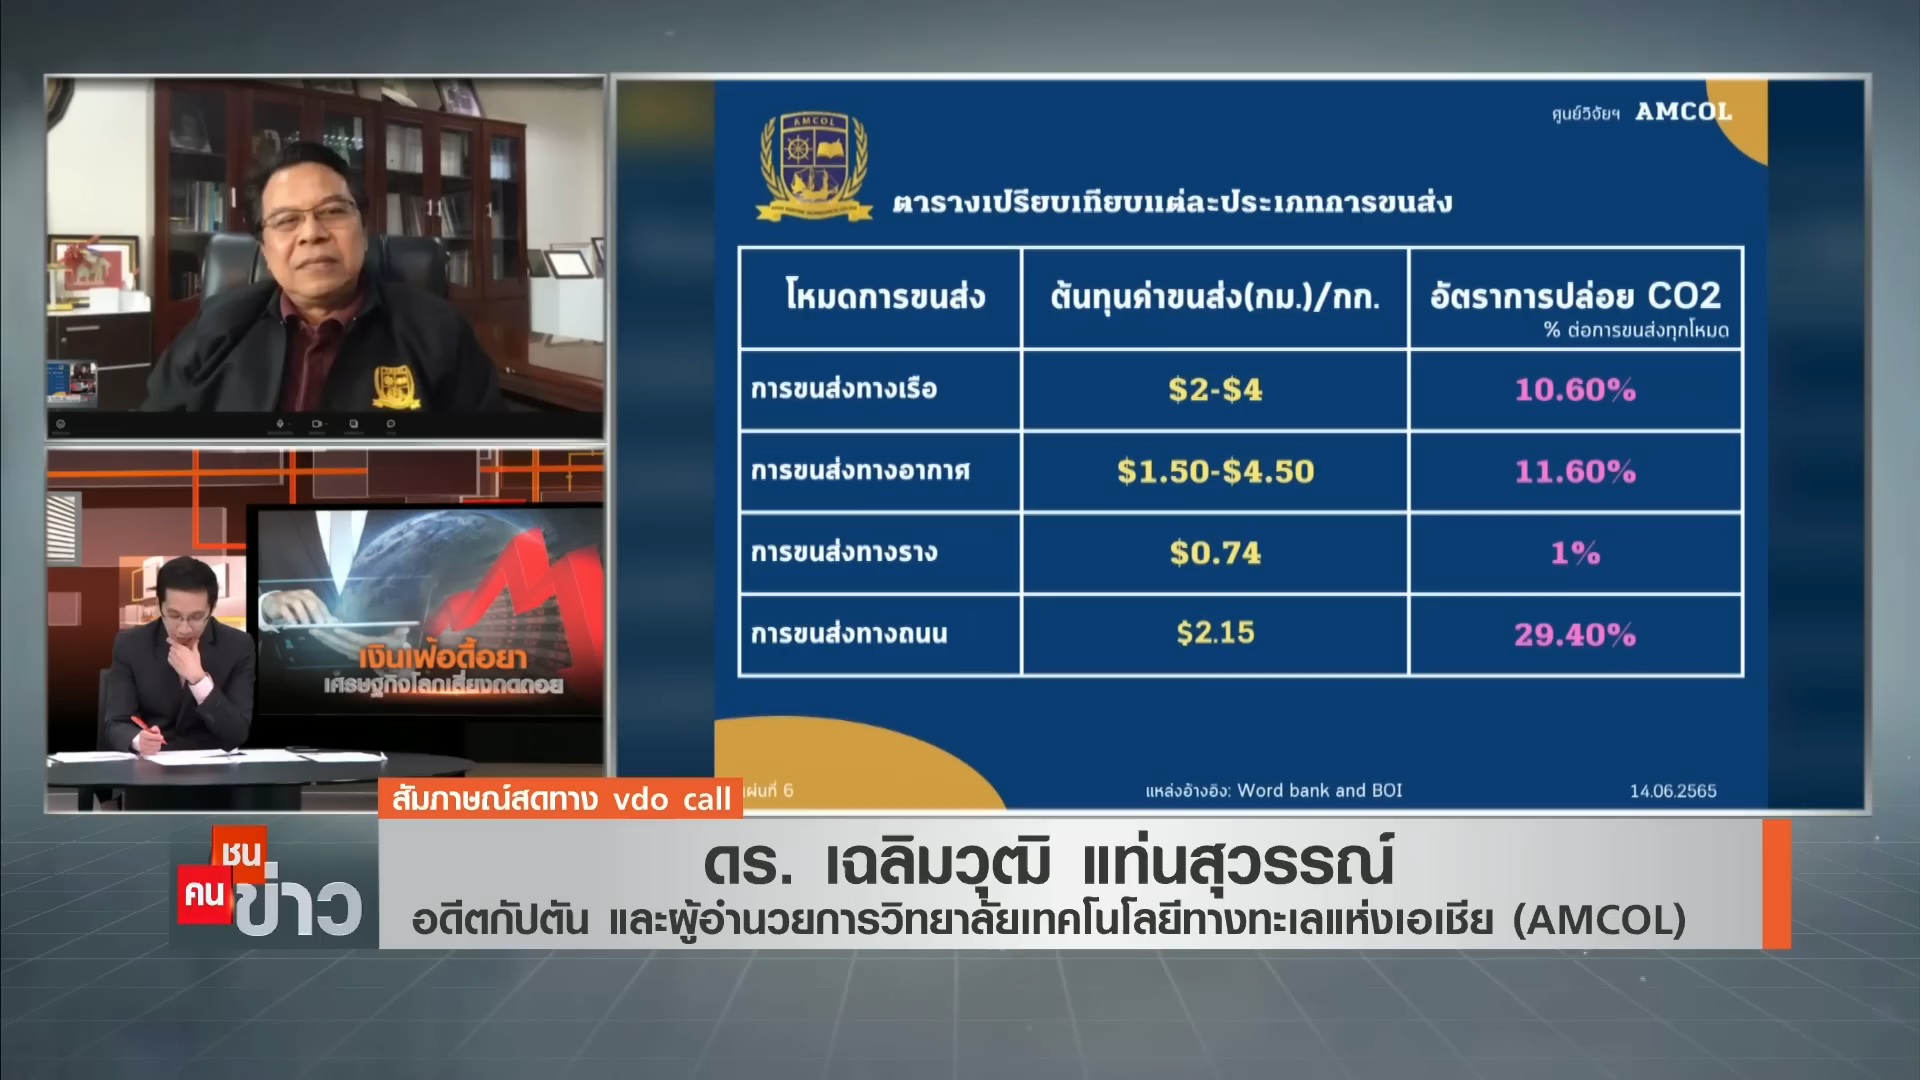 ศูนย์วิจัยฯ AMCOL
AMCOL
ตารางเปรียบเทียบแต่ละประเภทการขนส่ง
โหมดการขนส่ง ต้นทุนค่าขนส่ง(กม.)/กก. อัตราการปล่อย CO2
% ต่อการขนส่งทุกโหมด
การขนส่งทางเรือ $2-$4 10.60%
การขนส่งทางอากาศ $1.50-$4.50 11.60%
การขนส่งทางราง $0.74 1%
การขนส่งทางถนน $2.15 29.40%
แผ่นที่ 6 แหล่งอ้างอิง: Word bank and BOI 14.06.2565
เงินเฟ้อดื้อยา
เศรษฐกิจโลกเสี่ยงถดถอย
สัมภาษณ์สดทาง vdo call
ชน
คน
ข่าว
ดร. เฉลิมวุฒิ แท่นสุวรรณ์
อดีตกัปตัน และผู้อำนวยการวิทยาลัยเทคโนโลยีทางทะเลแห่งเอเชีย (AMCOL)